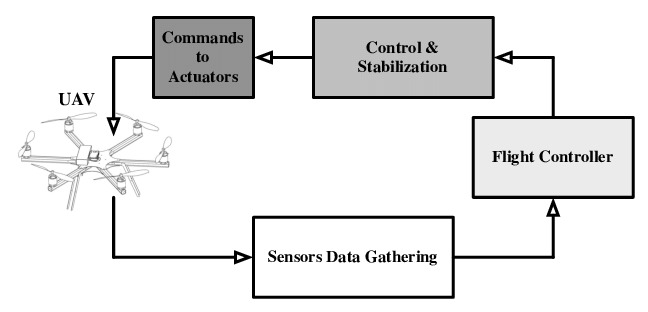 Commands
to
Actuators
Control &
Stabilization
UAV
Flight Controller
Sensors Data Gathering